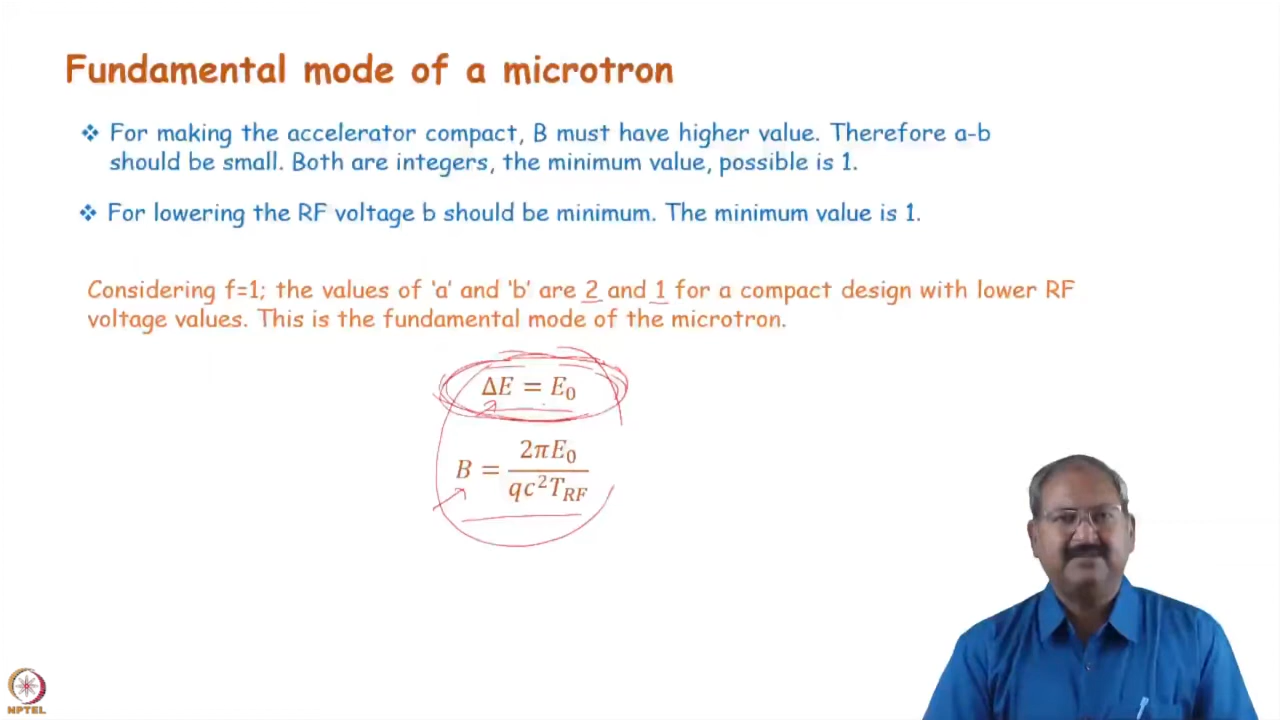 Fundamental mode of a microtron
❖ For making the accelerator compact, B must have higher value. Therefore a-b
should be small. Both are integers, the minimum value, possible is 1.
❖ For lowering the RF voltage b should be minimum. The minimum value is 1.
Considering f=1; the values of ‘a’ and ‘b’ are 2 and 1 for a compact design with lower RF
voltage values. This is the fundamental mode of the microtron.
ΔE = E₀
B = 2πE₀ / qc²T_RF
NPTEL